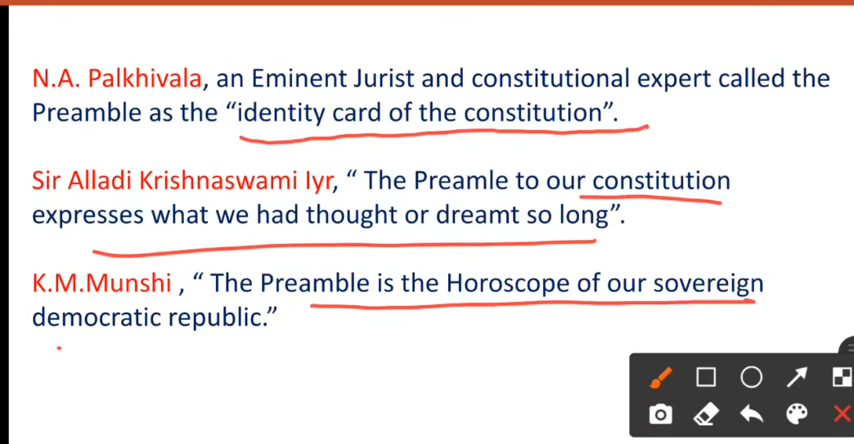 N.A. Palkhivala, an Eminent Jurist and constitutional expert called the
Preamble as the “identity card of the constitution”.
Sir Alladi Krishnaswami Iyr, “ The Preamle to our constitution
expresses what we had thought or dreamt so long”.
K.M.Munshi , “ The Preamble is the Horoscope of our sovereign
democratic republic.”